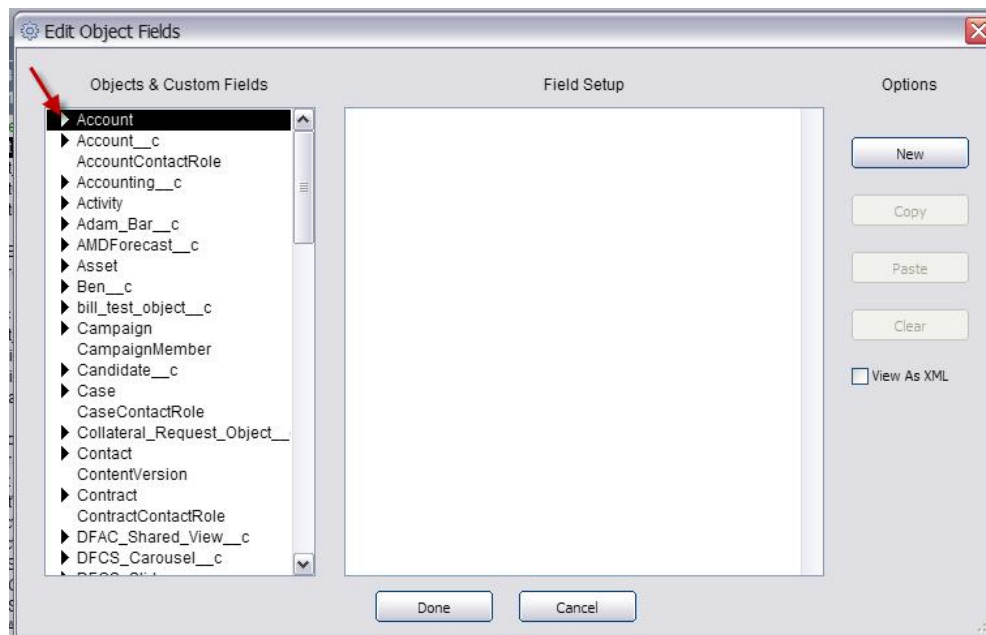 Edit Object Fields
Objects & Custom Fields
Field Setup
Options
Account
Account__c
AccountContactRole
Accounting__c
Activity
Adam_Bar__c
AMDForecast__c
Asset
Ben__c
bill_test_object__c
Campaign
CampaignMember
Candidate__c
Case
CaseContactRole
Collateral_Request_Object__
Contact
ContentVersion
Contract
ContractContactRole
DFAC_Shared_View__c
DFCS_Carousel__c
New
Copy
Paste
Clear
View As XML
Done
Cancel